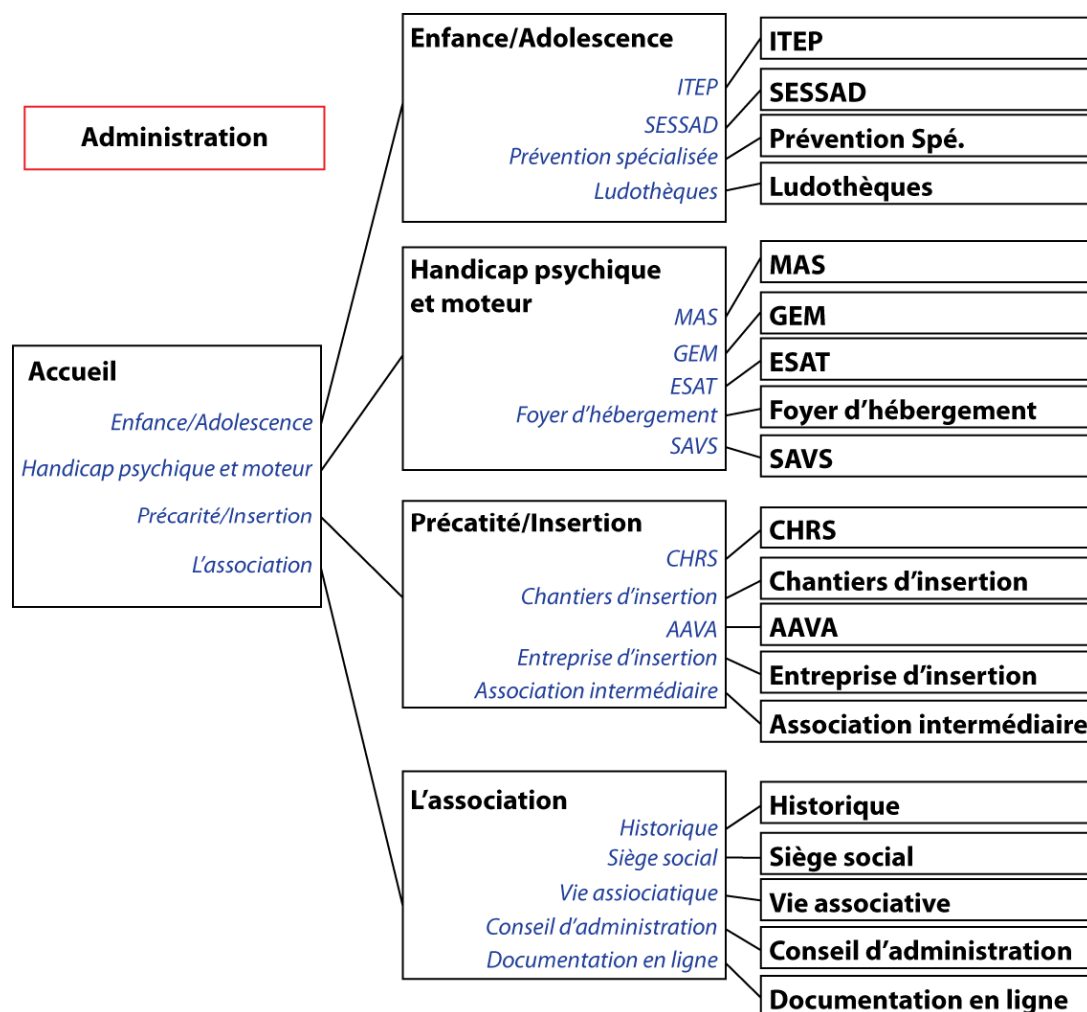 Administration
Accueil
Enfance/Adolescence
Handicap psychique et moteur
Précarité/Insertion
L'association
Enfance/Adolescence
ITEP
SESSAD
Prévention spécialisée
Ludothèques
ITEP
SESSAD
Prévention Spé.
Ludothèques
Handicap psychique
et moteur
MAS
GEM
ESAT
Foyer d'hébergement
SAVS
MAS
GEM
ESAT
Foyer d'hébergement
SAVS
Précatité/Insertion
CHRS
Chantiers d'insertion
AAVA
Entreprise d'insertion
Association intermédiaire
CHRS
Chantiers d'insertion
AAVA
Entreprise d'insertion
Association intermédiaire
L'association
Historique
Siège social
Vie assiociatique
Conseil d'administration
Documentation en ligne
Historique
Siège social
Vie associative
Conseil d'administration
Documentation en ligne